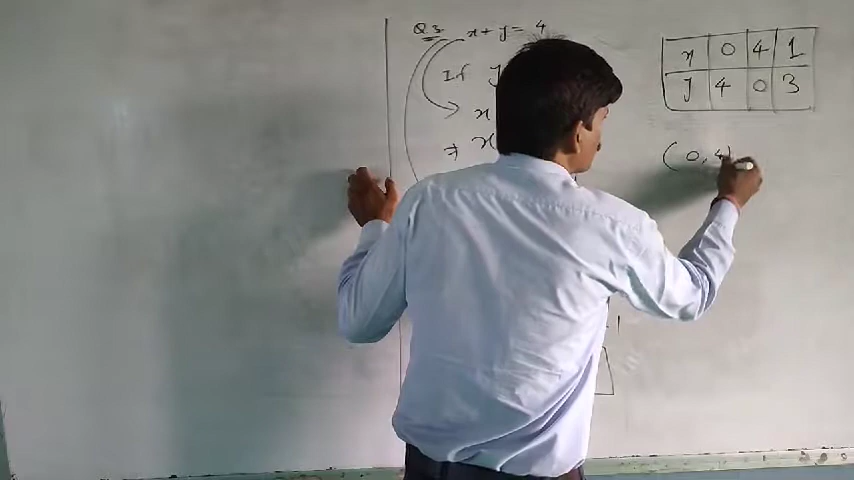 Q3 x+y= 4
If y
x
⇒ x
x 0 4 1
y 4 0 3
(0,4)